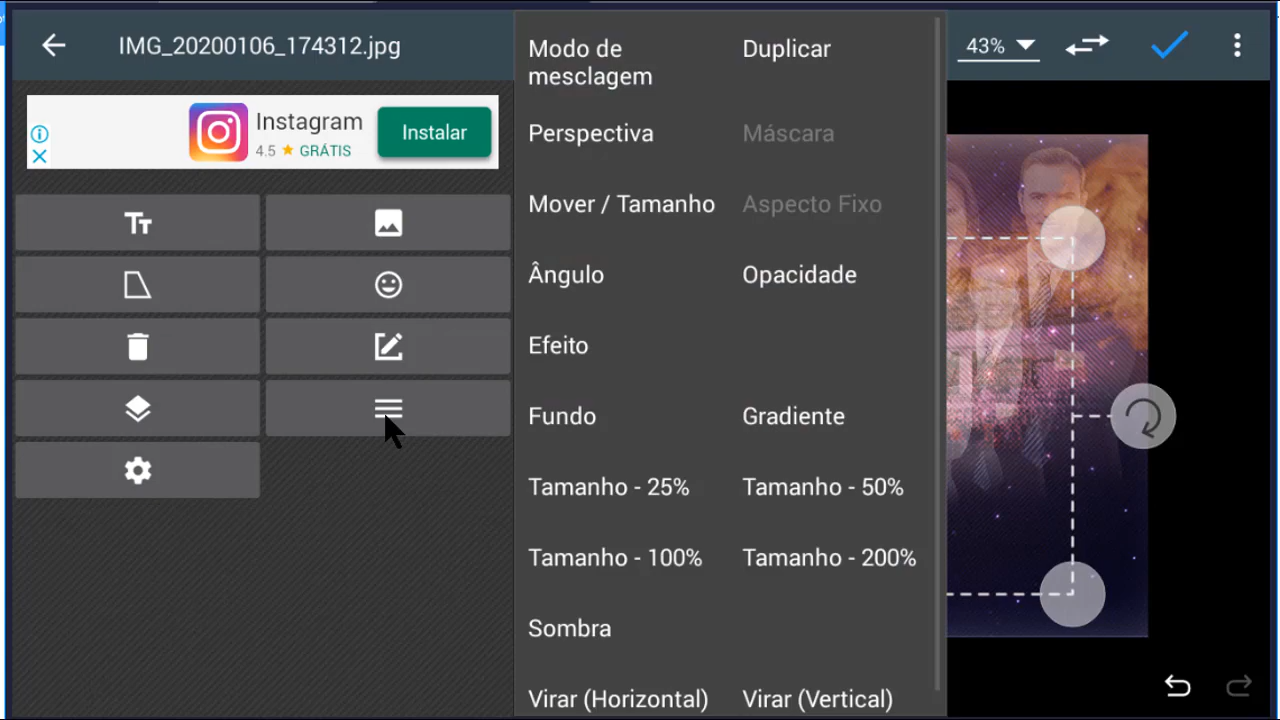 IMG_20200106_174312.jpg
Instagram
4.5 ★ GRÁTIS
Instalar
Tт
Modo de mesclagem
Duplicar
Perspectiva
Máscara
Mover / Tamanho
Aspecto Fixo
Ângulo
Opacidade
Efeito
Fundo
Gradiente
Tamanho - 25%
Tamanho - 50%
Tamanho - 100%
Tamanho - 200%
Sombra
Virar (Horizontal)
Virar (Vertical)
43%